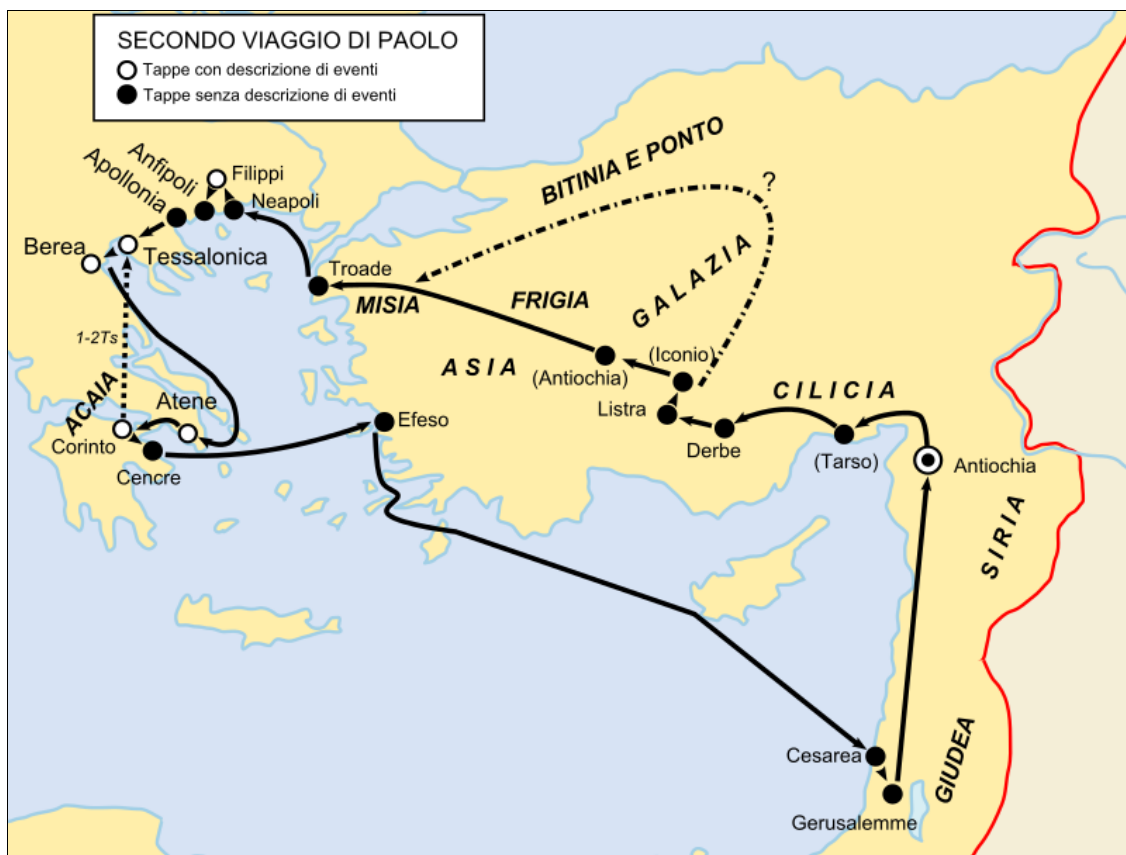 SECONDO VIAGGIO DI PAOLO
Tappe con descrizione di eventi
Tappe senza descrizione di eventi
BITINIA E PONTO
?
Anfipoli
Apollonia
Filippi
Neapoli
Berea
Tessalonica
Troade
MISIA
FRIGIA
GALAZIA
1-2Ts
ASIA
(Antiochia)
(Iconio)
CILICIA
ACAIA
Atene
Efeso
Listra
Corinto
Derbe
(Tarso)
Antiochia
Cencre
SIRIA
Cesarea
GIUDEA
Gerusalemme